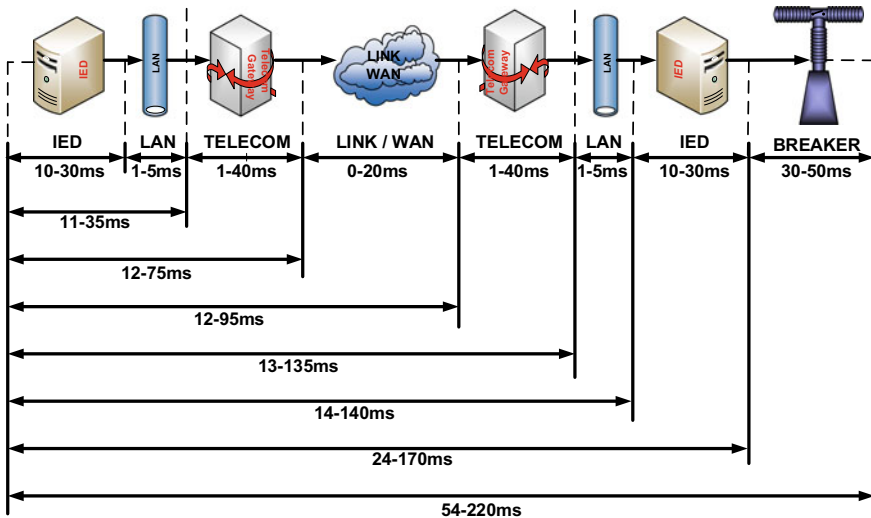 IED
LAN
Telecom
Gateway
LINK
WAN
Telecom
Gateway
LAN
IED
IED LAN TELECOM LINK / WAN TELECOM LAN IED BREAKER
10-30ms 1-5ms 1-40ms 0-20ms 1-40ms 1-5ms 10-30ms 30-50ms
11-35ms
12-75ms
12-95ms
13-135ms
14-140ms
24-170ms
54-220ms